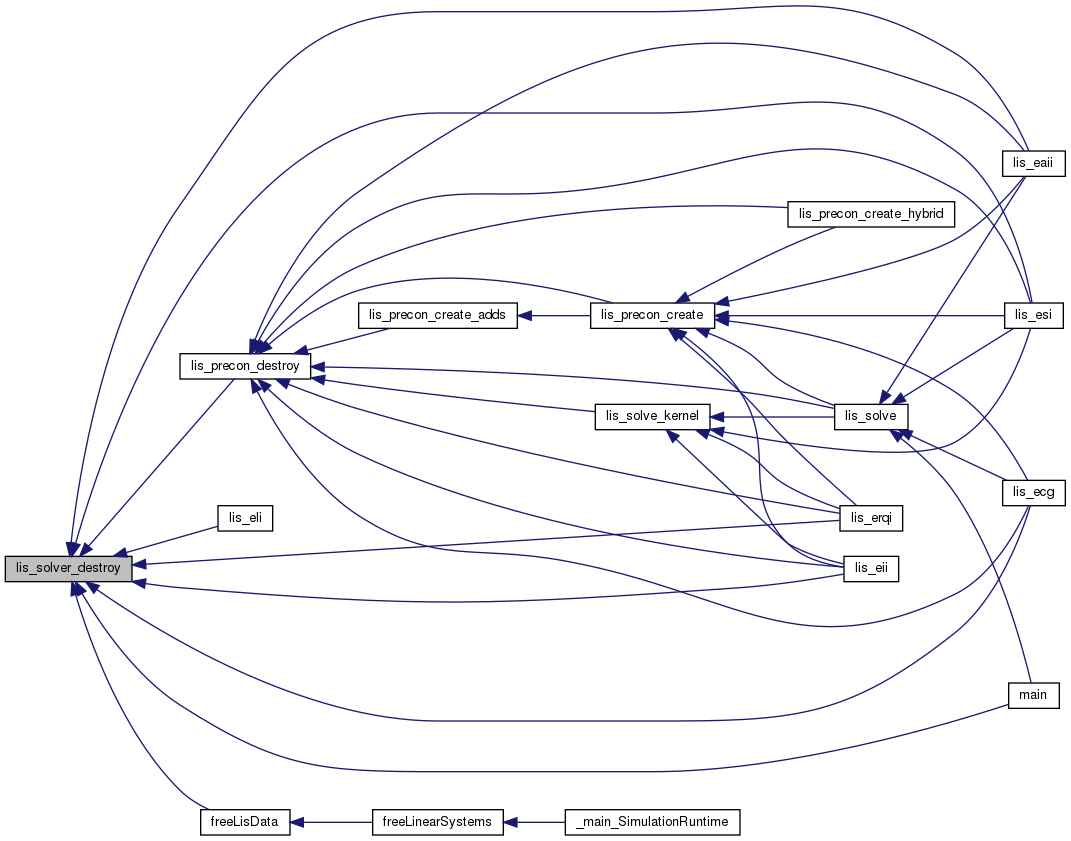 lis_eaii
lis_precon_create_hybrid
lis_precon_create_adds
lis_precon_create
lis_esi
lis_precon_destroy
lis_solve_kernel
lis_solve
lis_ecg
lis_eli
lis_erqi
lis_solver_destroy
lis_eii
main
freeLisData
freeLinearSystems
_main_SimulationRuntime